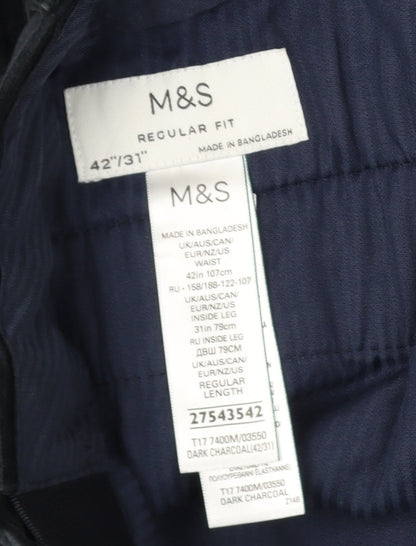 M&S
REGULAR FIT
MADE IN BANGLADESH
42"/31"
M&S
MADE IN BANGLADESH
UK/AUS/CAN/
EUR/NZ/US
WAIST
42in 107cm
RU - 158/188-122-107
UK/AUS/CAN/
EUR/NZ/US
INSIDE LEG
31in 79cm
RU INSIDE LEG
ДВШ 79CM
UK/AUS/CAN/
EUR/NZ/US
REGULAR
LENGTH
27543542
T17 7400M/03550
DARK CHARCOAL(42/31)
ΠΟΛΥΟΥΡΕΘΑΝΗ ELASTHANNE
T17 7400M/03550
DARK CHARCOAL